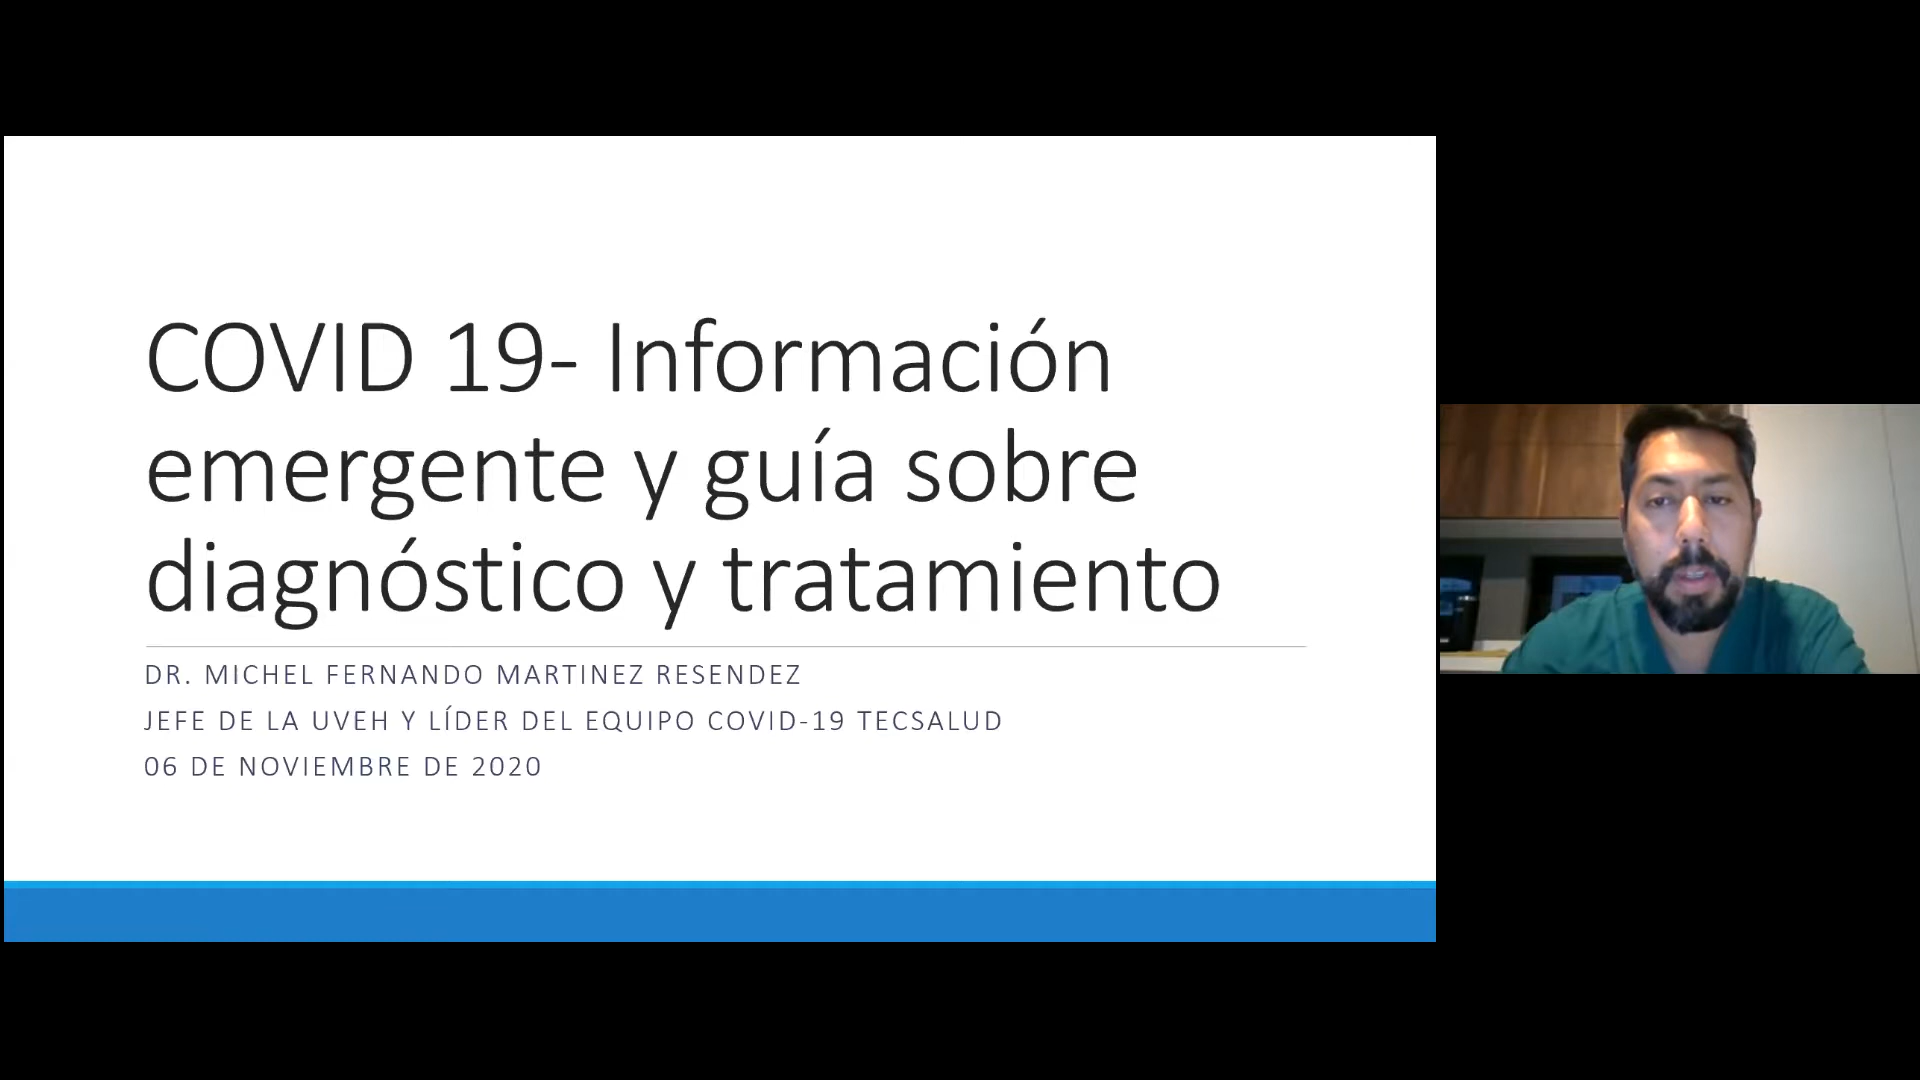 COVID 19- Información
emergente y guía sobre
diagnóstico y tratamiento
DR. MICHEL FERNANDO MARTINEZ RESENDEZ
JEFE DE LA UVEH Y LÍDER DEL EQUIPO COVID-19 TECSALUD
06 DE NOVIEMBRE DE 2020